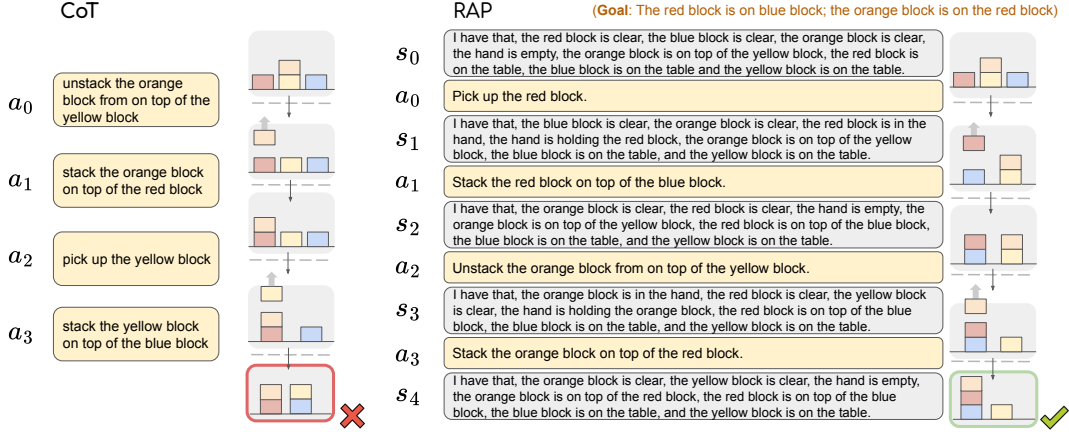 CoT
a0
unstack the orange
block from on top of the
yellow block
a1
stack the orange block
on top of the red block
a2
pick up the yellow block
a3
stack the yellow block
on top of the blue block
RAP
(Goal: The red block is on blue block; the orange block is on the red block)
s0
I have that, the red block is clear, the blue block is clear, the orange block is clear,
the hand is empty, the orange block is on top of the yellow block, the red block is
on the table, the blue block is on the table and the yellow block is on the table.
a0
Pick up the red block.
s1
I have that, the blue block is clear, the orange block is clear, the red block is in the
hand, the hand is holding the red block, the orange block is on top of the yellow
block, the blue block is on the table, and the yellow block is on the table.
a1
Stack the red block on top of the blue block.
s2
I have that, the orange block is clear, the red block is clear, the hand is empty, the
orange block is on top of the yellow block, the red block is on top of the blue block,
the blue block is on the table, and the yellow block is on the table.
a2
Unstack the orange block from on top of the yellow block.
s3
I have that, the orange block is in the hand, the red block is clear, the yellow block
is clear, the hand is holding the orange block, the red block is on top of the blue
block, the blue block is on the table, and the yellow block is on the table.
a3
Stack the orange block on top of the red block.
s4
I have that, the orange block is clear, the yellow block is clear, the hand is empty,
the orange block is on top of the red block, the red block is on top of the blue
block, the blue block is on the table, and the yellow block is on the table.